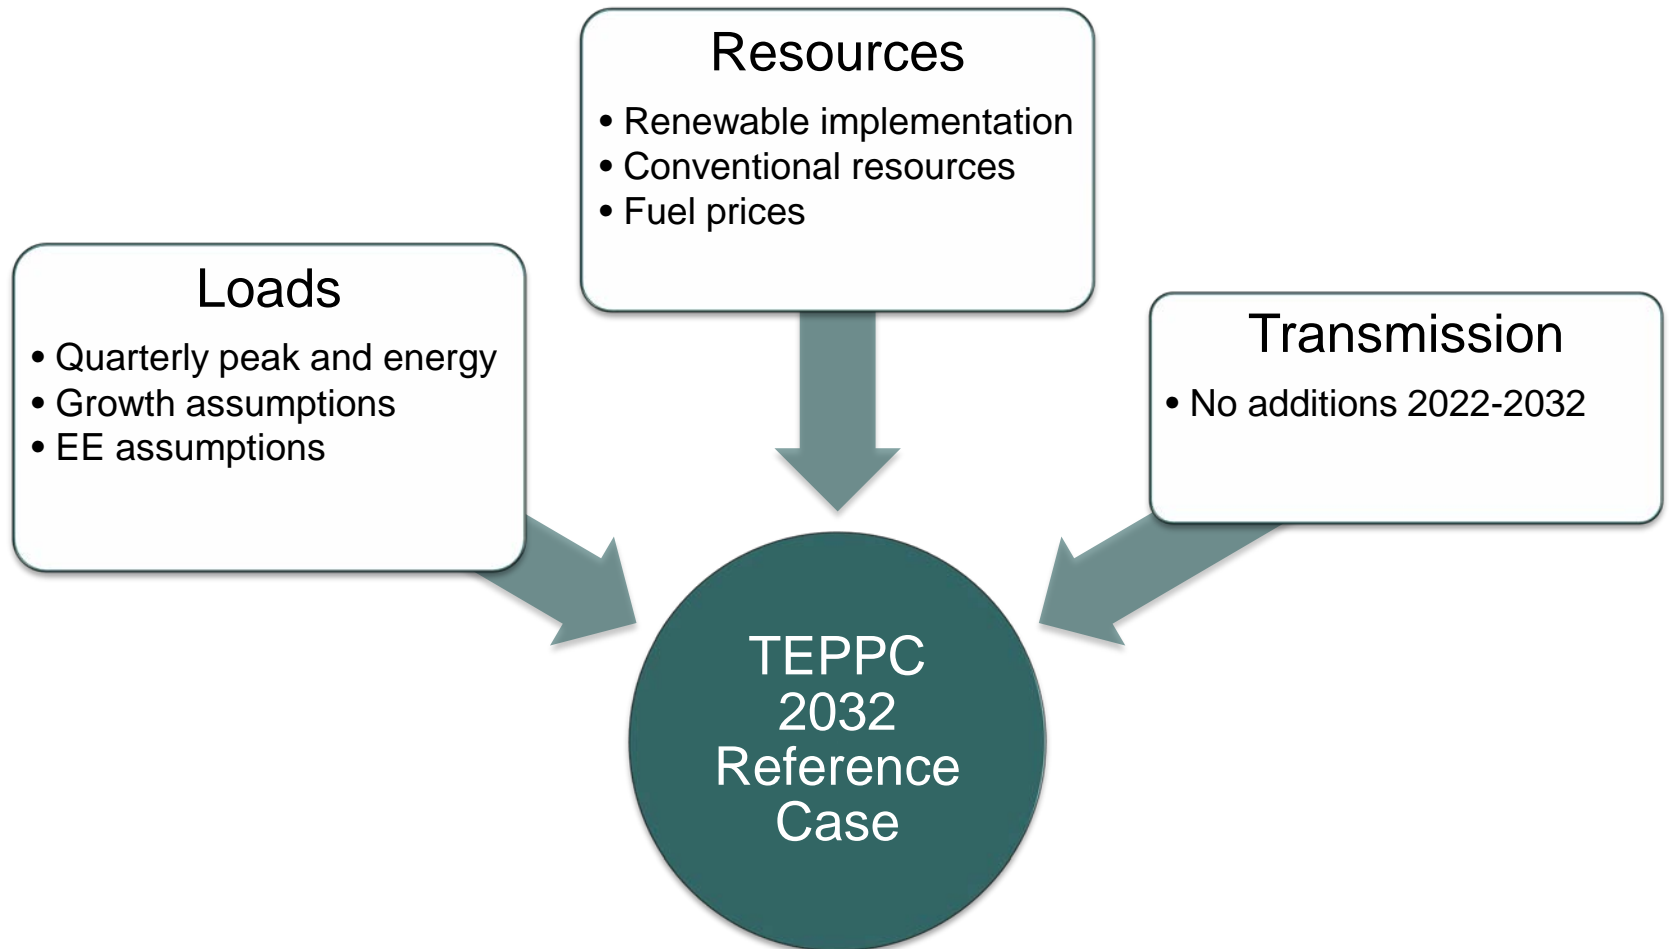 Resources
• Renewable implementation
• Conventional resources
• Fuel prices
Loads
• Quarterly peak and energy
• Growth assumptions
• EE assumptions
Transmission
• No additions 2022-2032
TEPPC
2032
Reference
Case